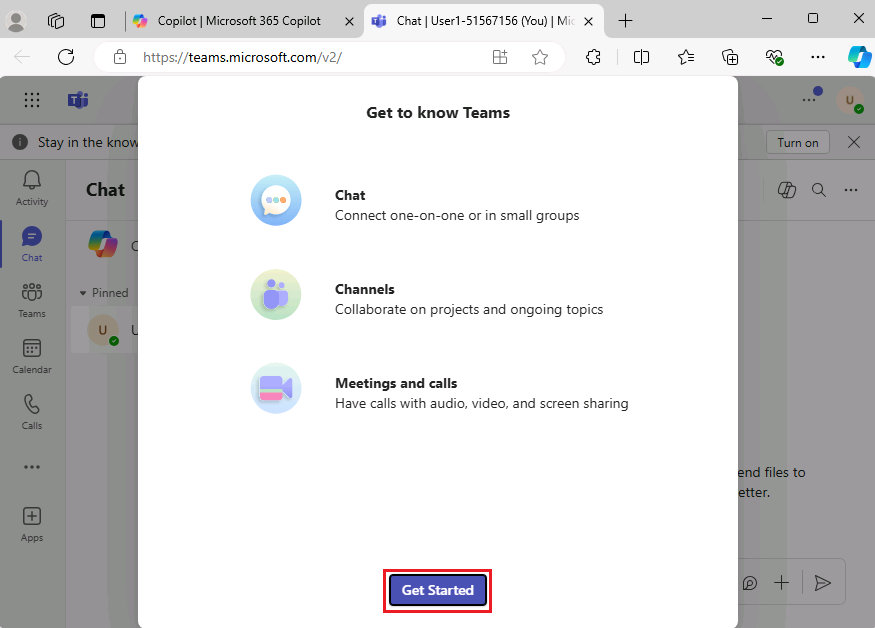 Copilot | Microsoft 365 Copilot
Chat | User1-51567156 (You) | Mic
https://teams.microsoft.com/v2/
Get to know Teams
U
Stay in the know
Turn on
Activity
Chat
Chat
Chat
Connect one-on-one or in small groups
Teams
Pinned
Channels
Collaborate on projects and ongoing topics
U
U
Calendar
Meetings and calls
Have calls with audio, video, and screen sharing
Calls
end files to
etter.
Apps
Get Started